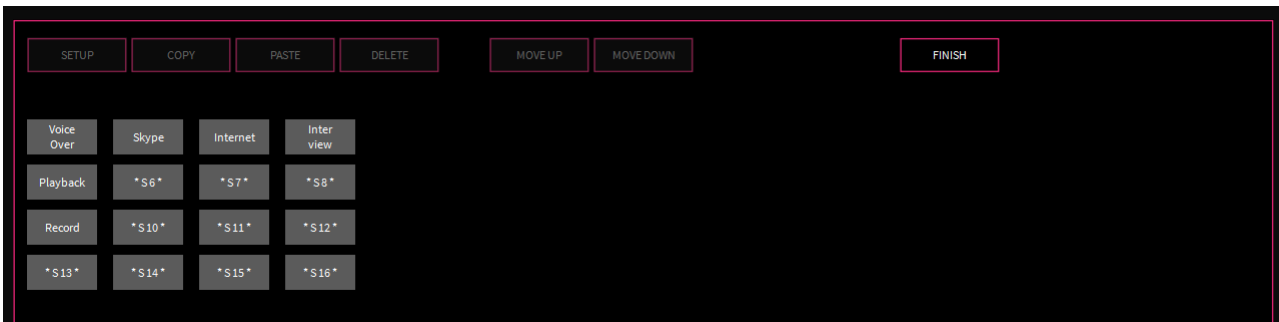 SETUP COPY PASTE DELETE MOVE UP MOVE DOWN FINISH
Voice Over Skype Internet Inter view
Playback *S6* *S7* *S8*
Record *S10* *S11* *S12*
*S13* *S14* *S15* *S16*